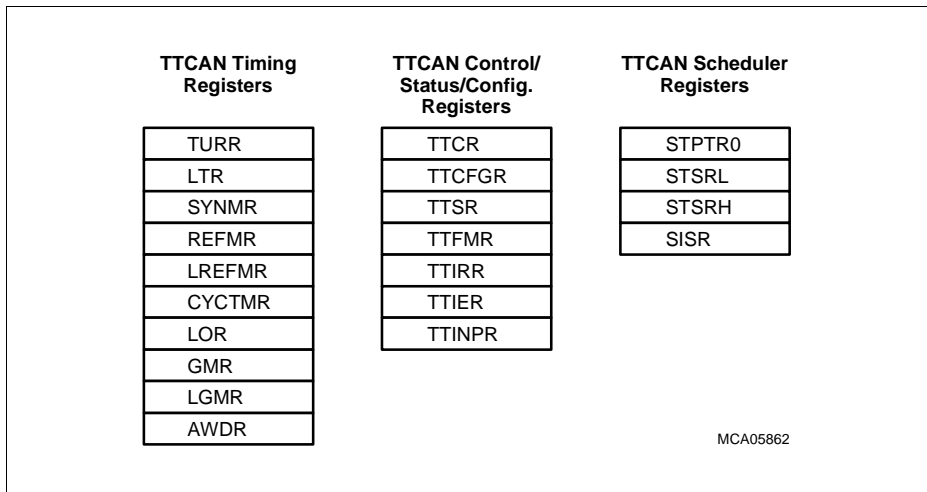 TTCAN Timing
Registers
TURR
LTR
SYNMR
REFMR
LREFMR
CYCTMR
LOR
GMR
LGMR
AWDR
TTCAN Control/
Status/Config.
Registers
TTCR
TTCFGR
TTSR
TTFMR
TTIRR
TTIER
TTINPR
TTCAN Scheduler
Registers
STPTR0
STSRL
STSRH
SISR
MCA05862